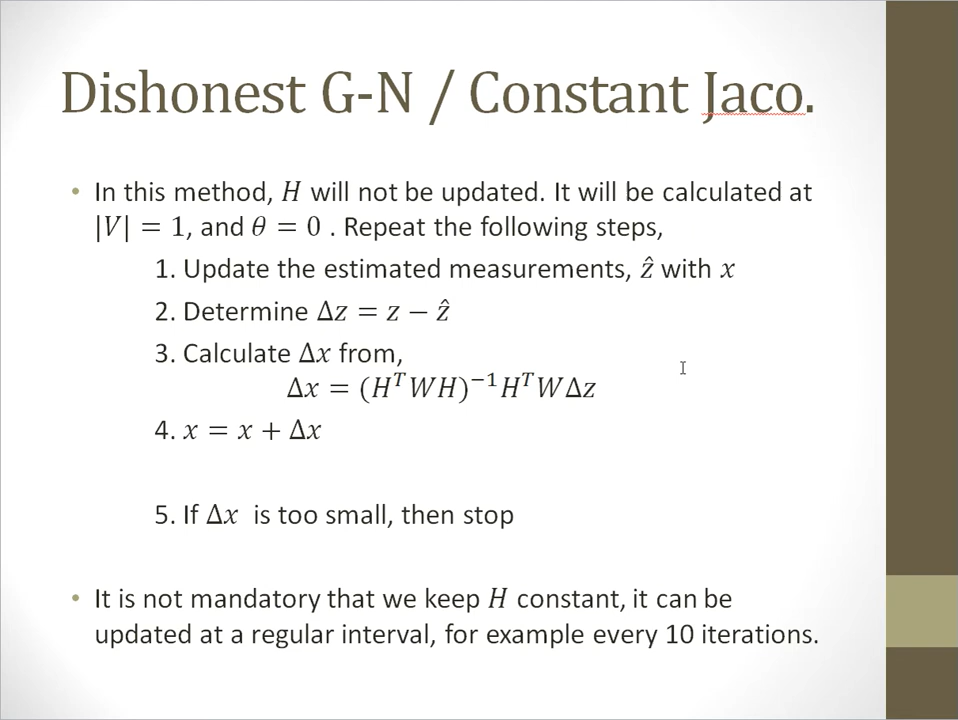 Dishonest G-N / Constant Jaco.
• In this method, H will not be updated. It will be calculated at
|V| = 1, and θ = 0 . Repeat the following steps,
1. Update the estimated measurements, ẑ with x
2. Determine Δz = z − ẑ
3. Calculate Δx from,
Δx = (HᵀWH)⁻¹HᵀWΔz
4. x = x + Δx
5. If Δx is too small, then stop
• It is not mandatory that we keep H constant, it can be
updated at a regular interval, for example every 10 iterations.